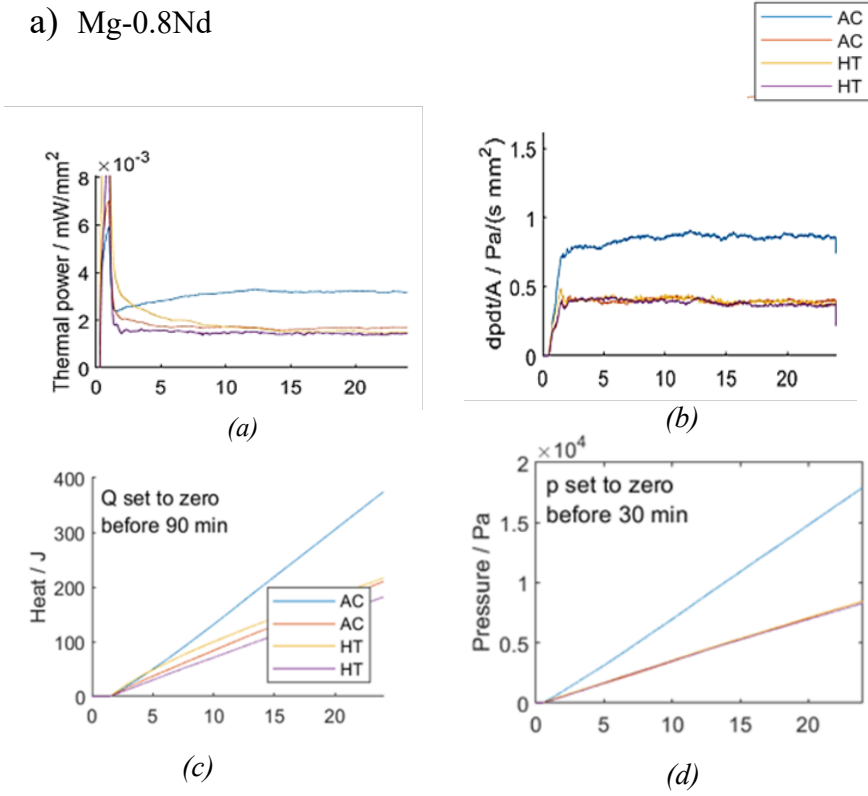 a) Mg-0.8Nd
AC
AC
HT
HT
× 10⁻³
8
6
4
2
0
Thermal power / mW/mm²
0 5 10 15 20
(a)
1.5
1
0.5
0
dpdt/A / Pa/(s mm²)
0 5 10 15 20
(b)
400
300
200
100
0
Heat / J
Q set to zero
before 90 min
AC
AC
HT
HT
0 5 10 15 20
(c)
×10⁴
2
1.5
1
0.5
0
Pressure / Pa
p set to zero
before 30 min
0 5 10 15 20
(d)